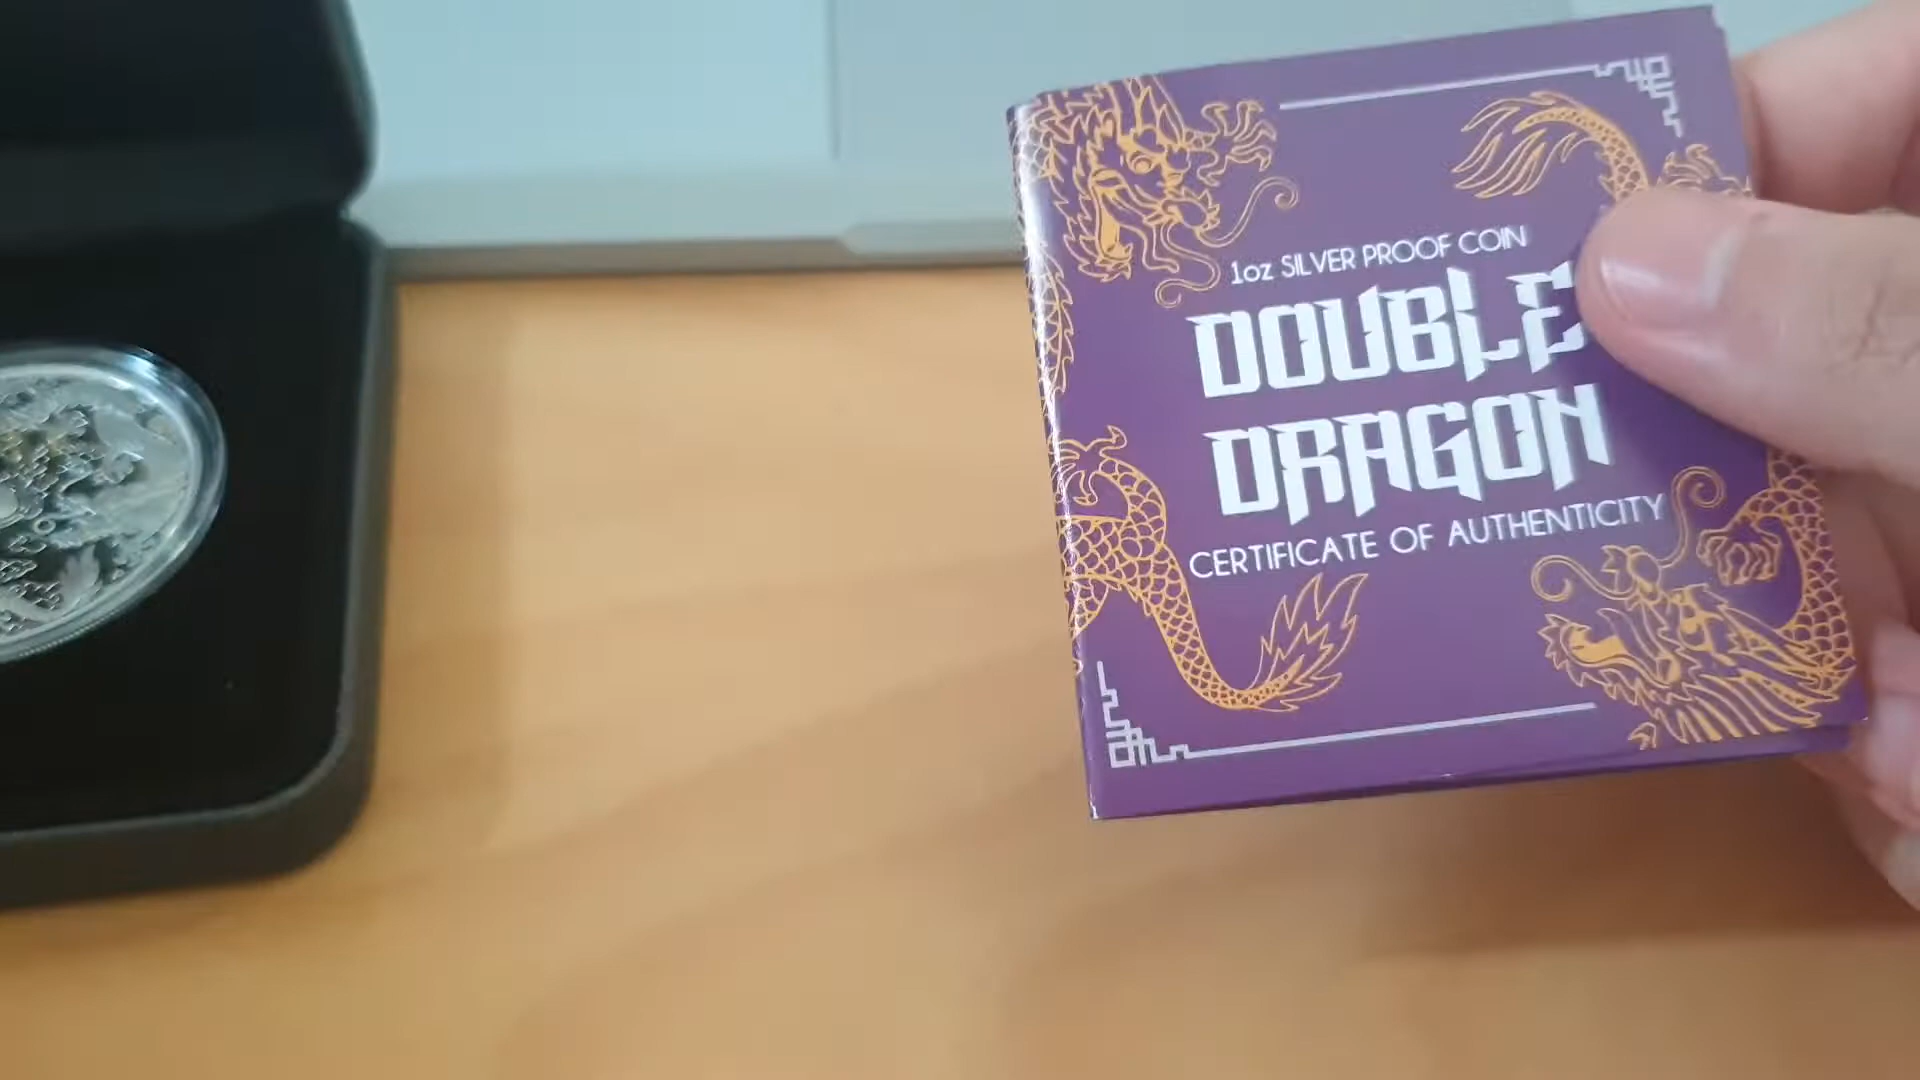 1oz SILVER PROOF COIN
DOUBLE
DRAGON
CERTIFICATE OF AUTHENTICITY